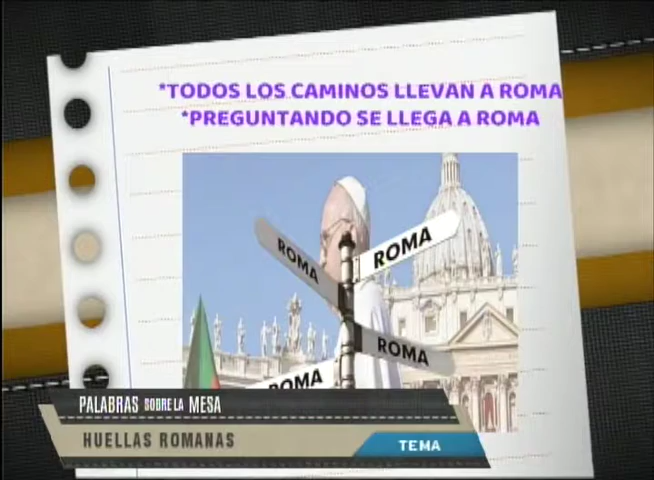 *TODOS LOS CAMINOS LLEVAN A ROMA
*PREGUNTANDO SE LLEGA A ROMA
ROMA
ROMA
ROMA
ROMA
PALABRAS SOBRE LA MESA
HUELLAS ROMANAS
TEMA